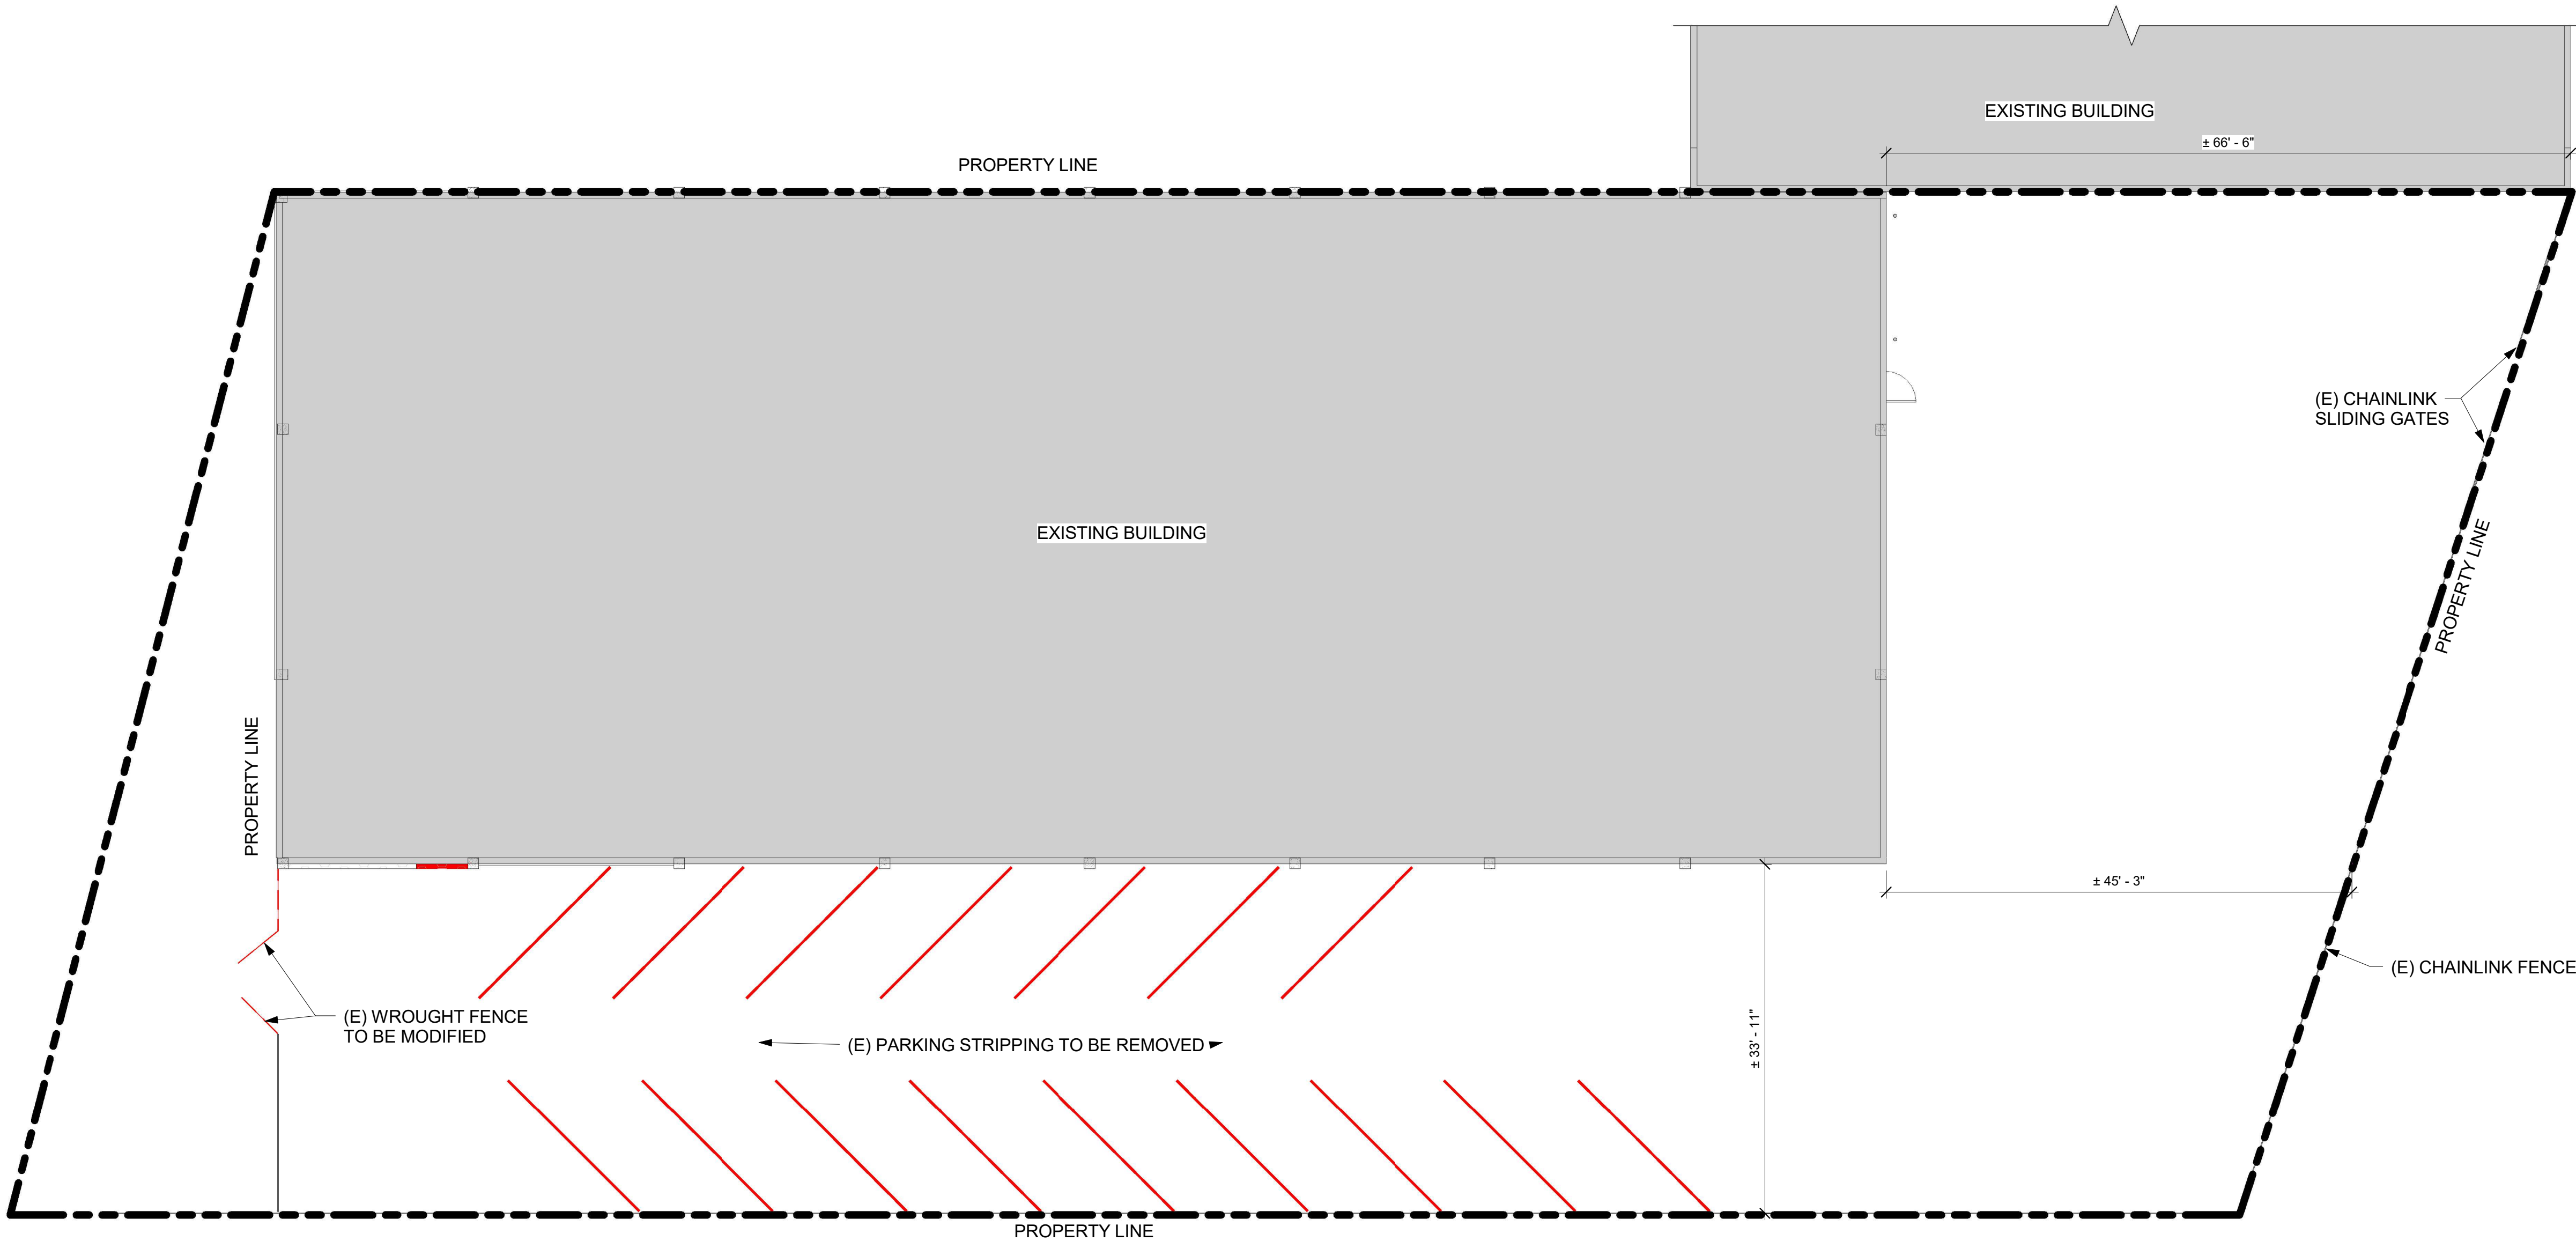 EXISTING BUILDING
± 66' - 6"
PROPERTY LINE
(E) CHAINLINK
SLIDING GATES
EXISTING BUILDING
PROPERTY LINE
PROPERTY LINE
± 45' - 3"
(E) CHAINLINK FENCE
(E) WROUGHT FENCE
TO BE MODIFIED
(E) PARKING STRIPPING TO BE REMOVED
± 33' - 11"
PROPERTY LINE